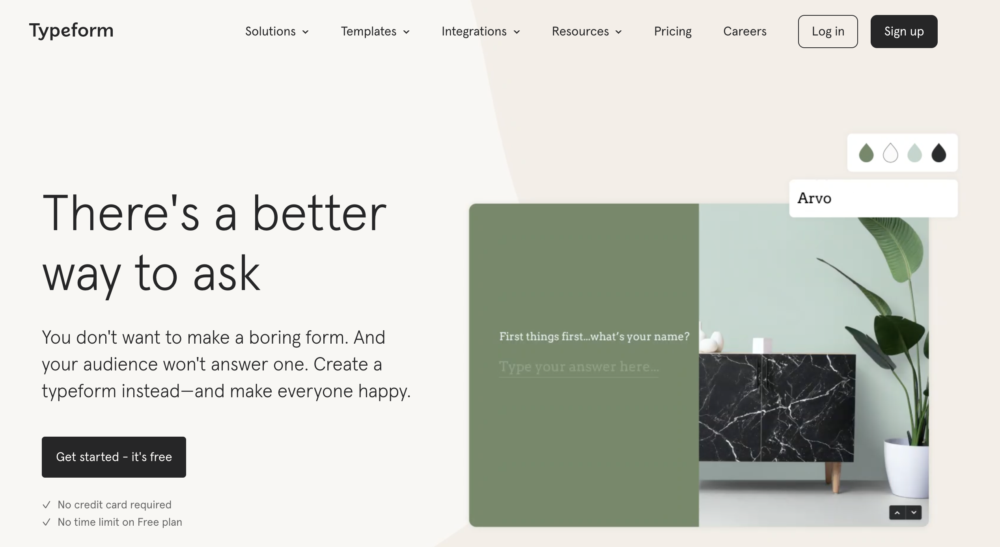 Typeform
Solutions
Templates
Integrations
Resources
Pricing
Careers
Log in
Sign up
There's a better
way to ask
You don't want to make a boring form. And
your audience won't answer one. Create a
typeform instead—and make everyone happy.
Get started - it's free
No credit card required
No time limit on Free plan
Arvo
First things first...what’s your name?
Type your answer here...